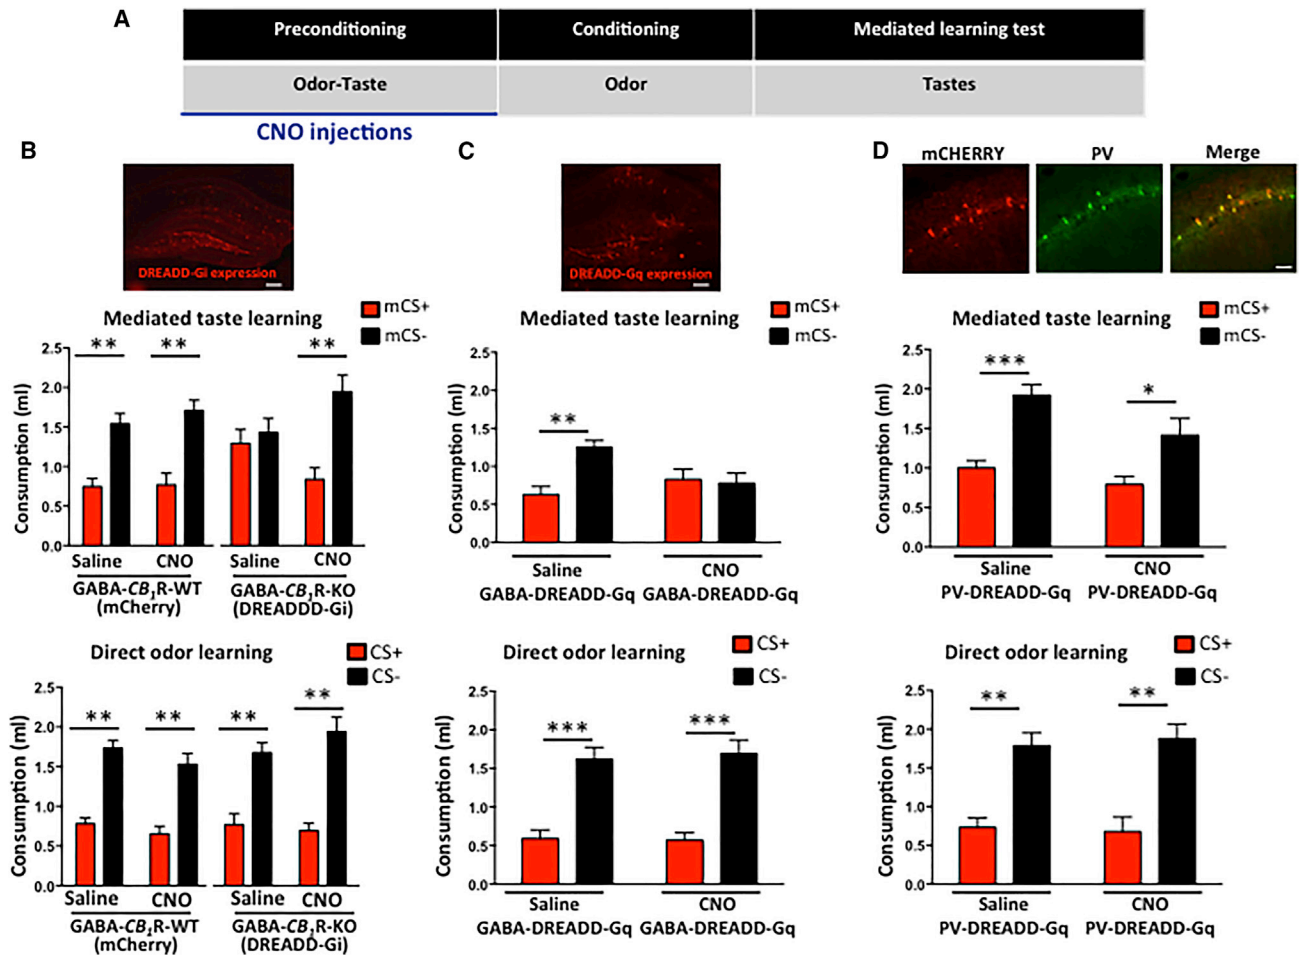 A
Preconditioning Conditioning Mediated learning test
Odor-Taste Odor Tastes
CNO injections
B
DREADD-Gi expression
Mediated taste learning
mCS+
mCS-
Consumption (ml)
2.5
2.0
1.5
1.0
0.5
0.0
** ** **
Saline CNO Saline CNO
GABA-CB1R-WT GABA-CB1R-KO
(mCherry) (DREADDD-Gi)
Direct odor learning
CS+
CS-
Consumption (ml)
2.5
2.0
1.5
1.0
0.5
0.0
** ** ** **
Saline CNO Saline CNO
GABA-CB1R-WT GABA-CB1R-KO
(mCherry) (DREADD-Gi)
C
DREADD-Gq expression
Mediated taste learning
mCS+
mCS-
Consumption (ml)
2.5
2.0
1.5
1.0
0.5
0.0
**
Saline CNO
GABA-DREADD-Gq GABA-DREADD-Gq
Direct odor learning
CS+
CS-
Consumption (ml)
2.5
2.0
1.5
1.0
0.5
0.0
*** ***
Saline CNO
GABA-DREADD-Gq GABA-DREADD-Gq
D
mCHERRY PV Merge
Mediated taste learning
mCS+
mCS-
Consumption (ml)
2.5
2.0
1.5
1.0
0.5
0.0
*** *
Saline CNO
PV-DREADD-Gq PV-DREADD-Gq
Direct odor learning
CS+
CS-
Consumption (ml)
2.5
2.0
1.5
1.0
0.5
0.0
** **
Saline CNO
PV-DREADD-Gq PV-DREADD-Gq